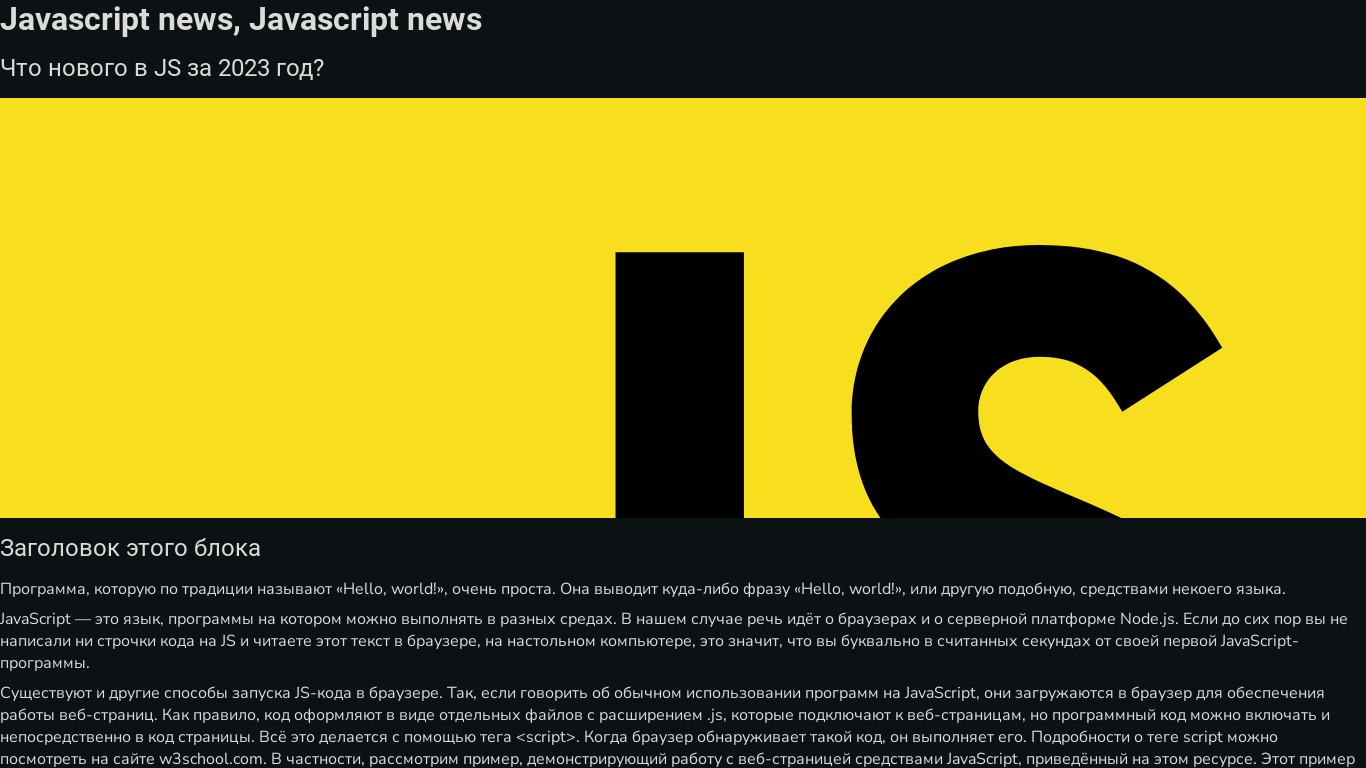 Javascript news, Javascript news
Что нового в JS за 2023 год?
JS
Заголовок этого блока
Программа, которую по традиции называют «Hello, world!», очень проста. Она выводит куда-либо фразу «Hello, world!», или другую подобную, средствами некоего языка.
JavaScript — это язык, программы на котором можно выполнять в разных средах. В нашем случае речь идёт о браузерах и о серверной платформе Node.js. Если до сих пор вы не
написали ни строчки кода на JS и читаете этот текст в браузере, на настольном компьютере, это значит, что вы буквально в считанных секундах от своей первой JavaScript-
программы.
Существуют и другие способы запуска JS-кода в браузере. Так, если говорить об обычном использовании программ на JavaScript, они загружаются в браузер для обеспечения
работы веб-страниц. Как правило, код оформляют в виде отдельных файлов с расширением .js, которые подключают к веб-страницам, но программный код можно включать и
непосредственно в код страницы. Всё это делается с помощью тега <script>. Когда браузер обнаруживает такой код, он выполняет его. Подробности о теге script можно
посмотреть на сайте w3school.com. В частности, рассмотрим пример, демонстрирующий работу с веб-страницей средствами JavaScript, приведённый на этом ресурсе. Этот пример